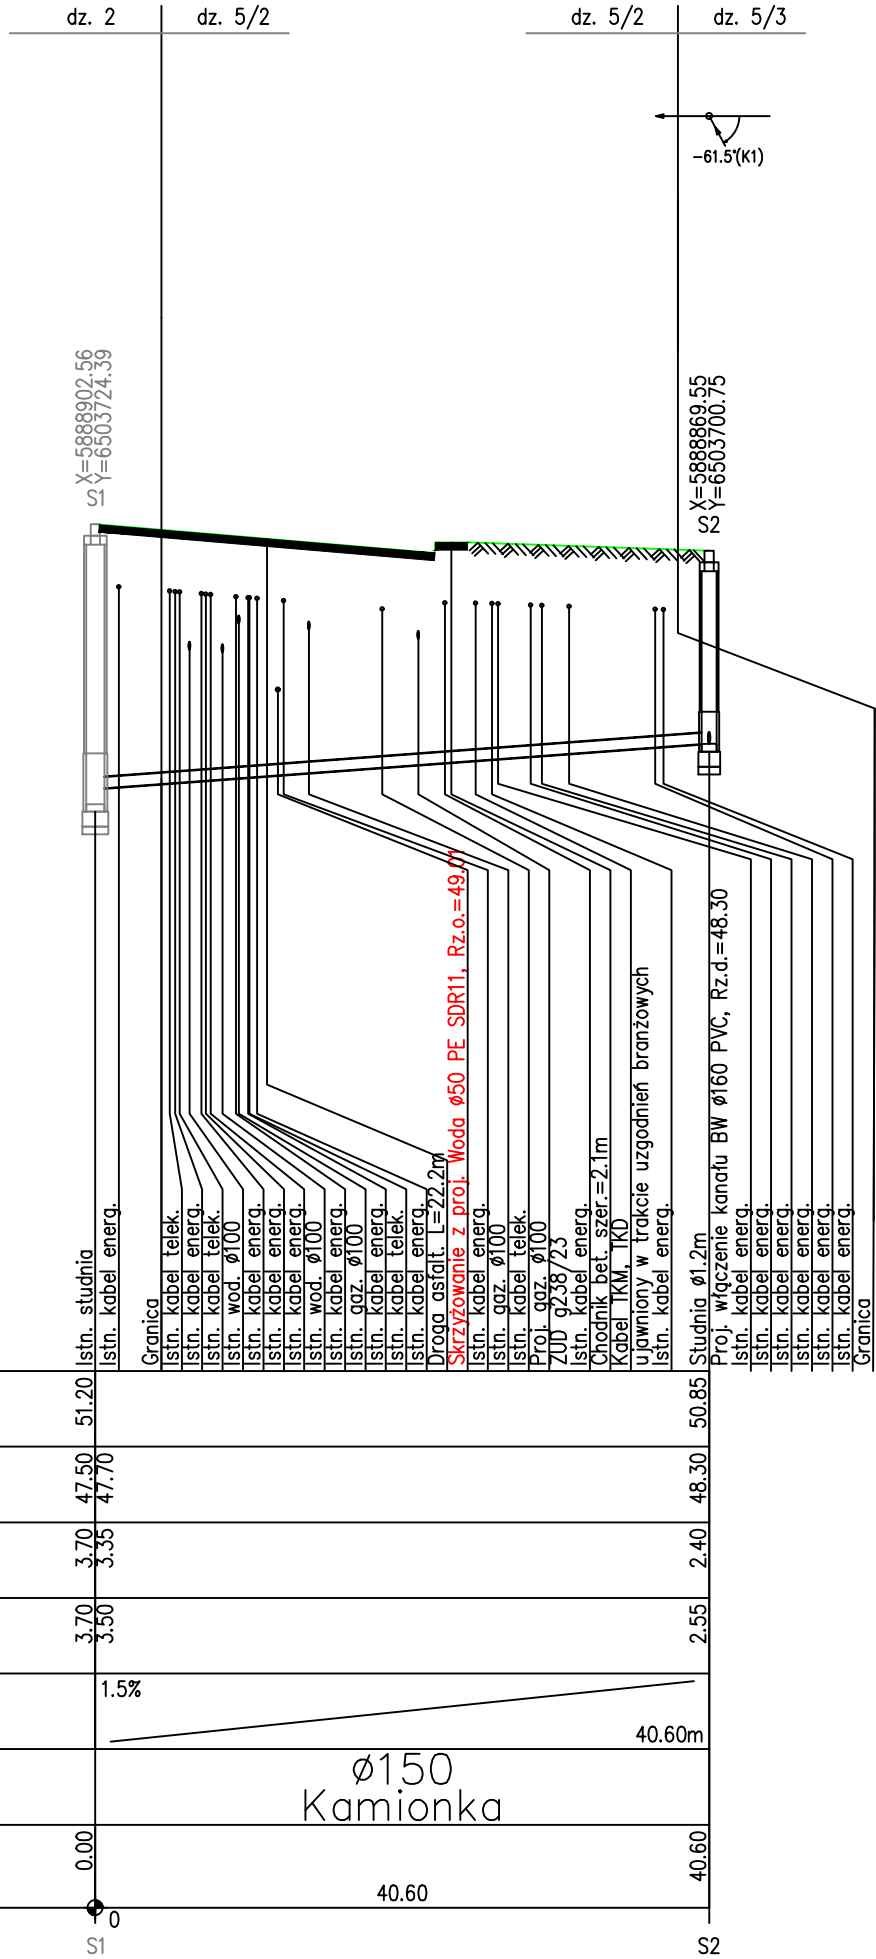 dz. 2
dz. 5/2
dz. 5/2
dz. 5/3
-61.5°(K1)
X=5888902.56
Y=6503724.39
S1
X=5888869.55
Y=6503700.75
S2
Istn. studnia
Istn. kabel energ.
Granica
Istn. kabel telek.
Istn. kabel energ.
Istn. kabel telek.
Istn. wod. ø100
Istn. kabel energ.
Istn. kabel energ.
Istn. kabel energ.
Istn. wod. ø100
Istn. kabel energ.
Istn. gaz. ø100
Istn. kabel energ.
Istn. kabel telek.
Istn. kabel energ.
Droga asfalt. L=22.2m
Skrzyżowanie z proj. Woda ø50 PE SDR11, Rz.o.=49.01
Istn. kabel energ.
Istn. gaz. ø100
Istn. kabel telek.
Proj. gaz. ø100
ZUD g238/23
Istn. kabel energ.
Chodnik bet. szer.=2.1m
Kabel TKM, TKD
ujawniony w trakcie uzgodnień branżowych
Istn. kabel energ.
Studnia ø1.2m
Proj. włączenie kanału BW ø160 PVC, Rz.d.=48.30
Istn. kabel energ.
Istn. kabel energ.
Istn. kabel energ.
Istn. kabel energ.
Istn. kabel energ.
Istn. kabel energ.
Granica
51.20
50.85
47.50
47.70
48.30
3.70
3.35
2.40
3.70
3.50
2.55
1.5%
40.60m
ø150
Kamionka
0.00
40.60
40.60
0
S1
S2